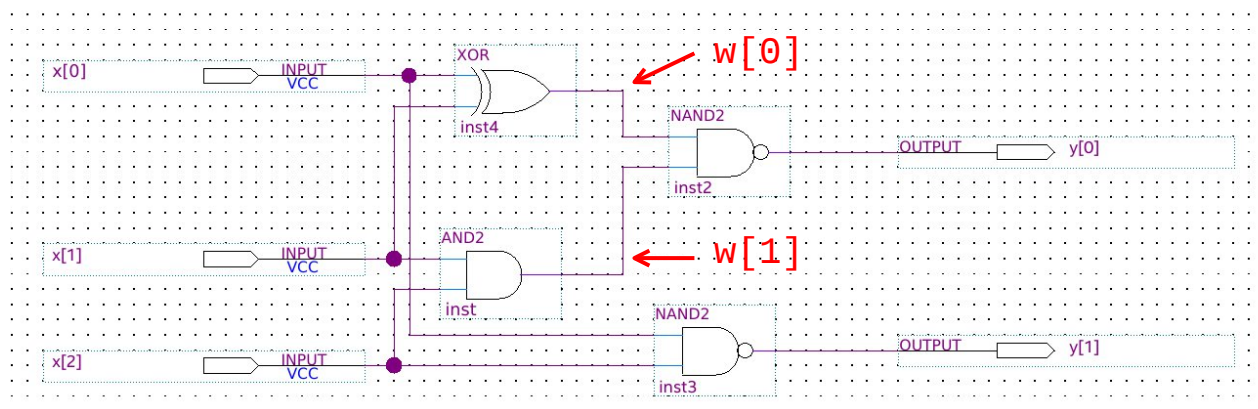 XOR
w[0]
x[0]
INPUT
VCC
inst4
NAND2
OUTPUT
y[0]
inst2
AND2
w[1]
x[1]
INPUT
VCC
inst
NAND2
OUTPUT
y[1]
x[2]
INPUT
VCC
inst3